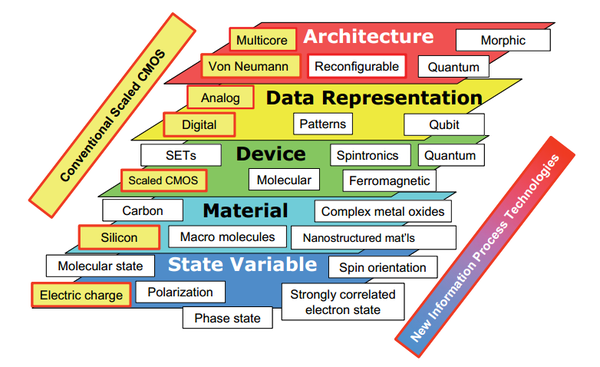 Conventional Scaled CMOS
Multicore
Architecture
Morphic
Von Neumann
Reconfigurable
Quantum
Analog
Data Representation
Digital
Patterns
Qubit
SETs
Device
Spintronics
Quantum
Scaled CMOS
Molecular
Ferromagnetic
Carbon
Material
Complex metal oxides
Silicon
Macro molecules
Nanostructured mat'ls
Molecular state
State Variable
Spin orientation
Electric charge
Polarization
Strongly correlated
electron state
Phase state
New Information Process Technologies